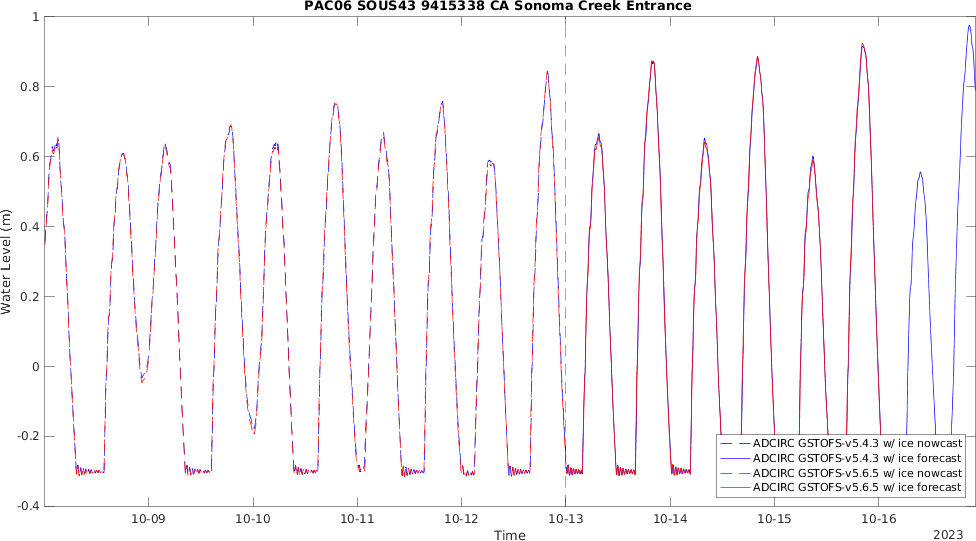 PAC06 SOUS43 9415338 CA Sonoma Creek Entrance
1
0.8
0.6
0.4
0.2
0
-0.2
-0.4
Water Level (m)
ADCIRC GSTOFS-v5.4.3 w/ ice nowcast
ADCIRC GSTOFS-v5.4.3 w/ ice forecast
ADCIRC GSTOFS-v5.6.5 w/ ice nowcast
ADCIRC GSTOFS-v5.6.5 w/ ice forecast
10-09 10-10 10-11 10-12 10-13 10-14 10-15 10-16
Time
2023